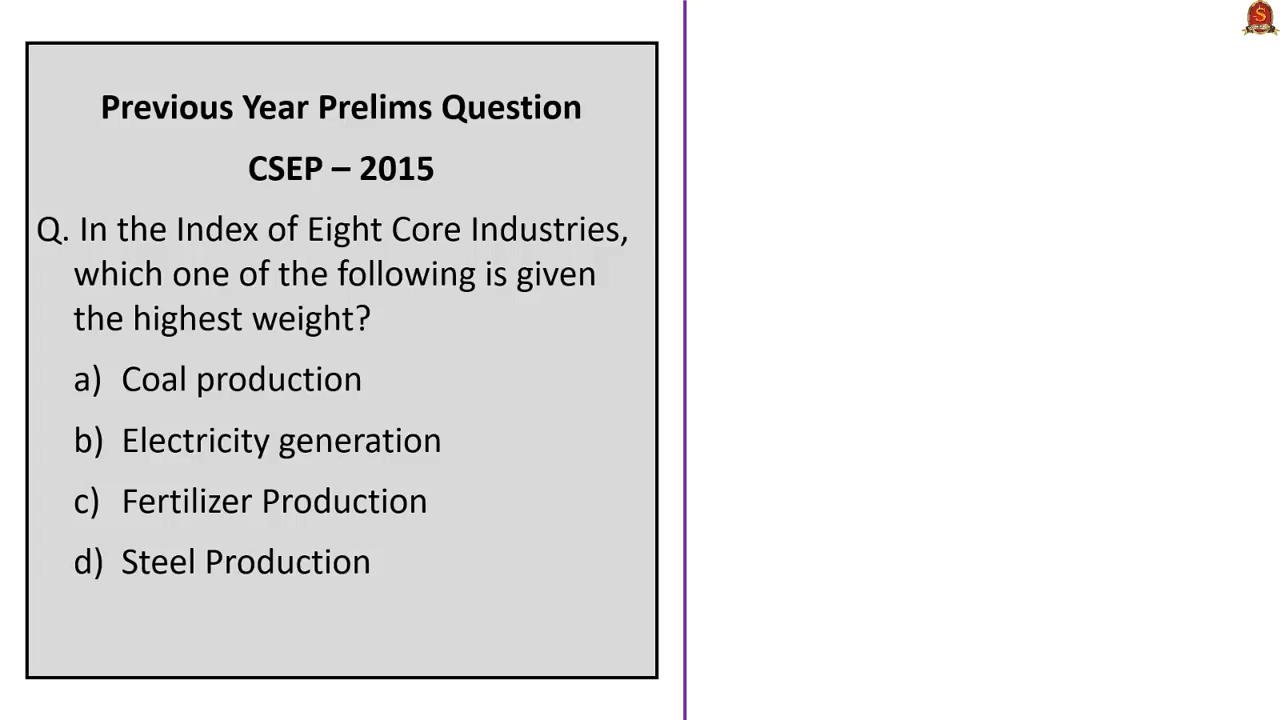 Previous Year Prelims Question
CSEP – 2015
Q. In the Index of Eight Core Industries,
which one of the following is given
the highest weight?
a) Coal production
b) Electricity generation
c) Fertilizer Production
d) Steel Production